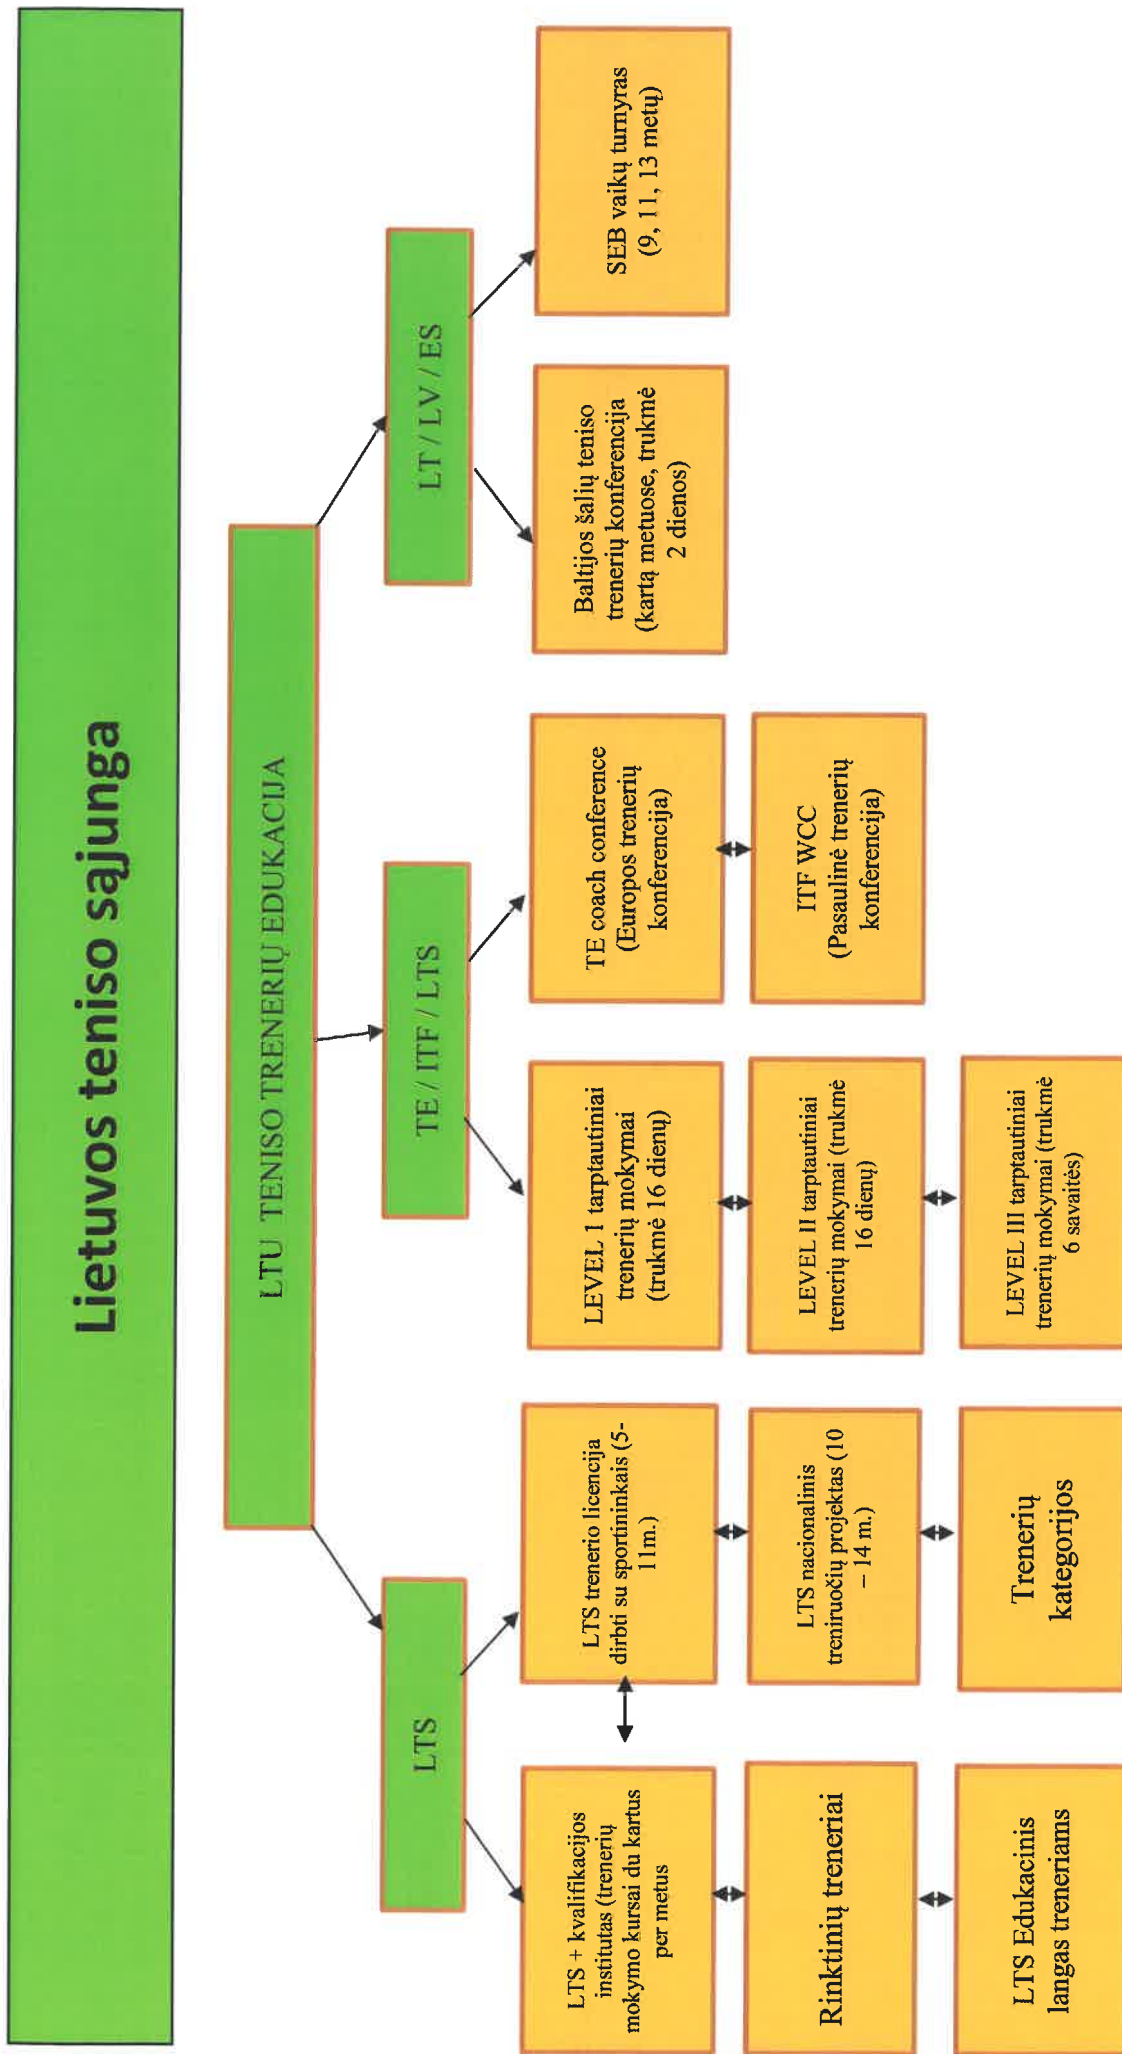 Lietuvos teniso sąjunga
LTU TENISO TRENERIŲ EDUKACIJA
LTS
TE / ITF / LTS
LT / LV / ES
LTS + kvalifikacijos
institutas (trenerių
mokymo kursai du kartus
per metus
LTS trenerio licencija
dirbti su sportininkais (5-
11m.)
LEVEL 1 tarptautiniai
trenerių mokymai
(trukmė 16 dienų)
TE coach conference
(Europos trenerių
konferencija)
Baltijos šalių teniso
trenerių konferencija
(kartą metuose, trukmė
2 dienos)
SEB vaikų turnyras
(9, 11, 13 metų)
Rinktinių treneriai
LTS nacionalinis
treniruočių projektas (10
– 14 m.)
LEVEL II tarptautiniai
trenerių mokymai (trukmė
16 dienų)
ITF WCC
(Pasaulinė trenerių
konferencija)
LTS Edukacinis
langas treneriams
Trenerių
kategorijos
LEVEL III tarptautiniai
trenerių mokymai (trukmė
6 savaitės)